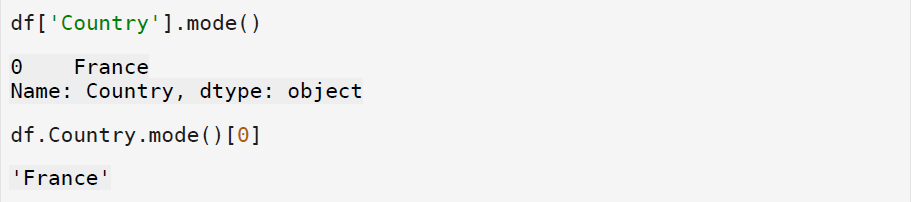 df['Country'].mode()
0    France
Name: Country, dtype: object
df.Country.mode()[0]
'France'